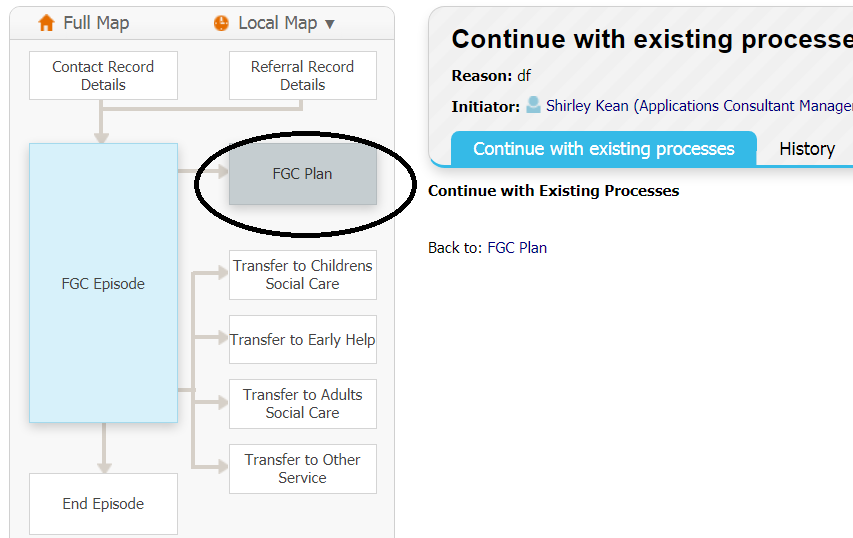 Full Map
Local Map ▼
Contact Record
Details
Referral Record
Details
FGC Plan
FGC Episode
Transfer to Childrens
Social Care
Transfer to Early Help
Transfer to Adults
Social Care
Transfer to Other
Service
End Episode
Continue with existing processe
Reason: df
Initiator: Shirley Kean (Applications Consultant Manager
Continue with existing processes
History
Continue with Existing Processes
Back to: FGC Plan